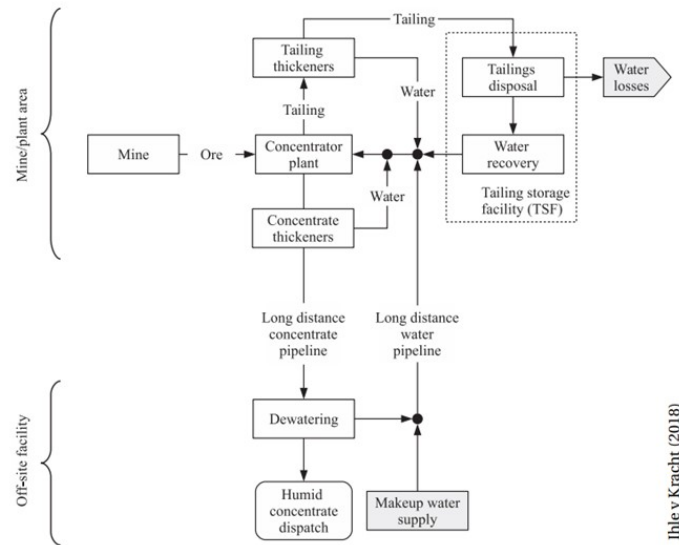 Tailing
Tailing
thickeners
Tailings
disposal
Water
losses
Water
Tailing
Mine/plant area
Mine
Ore
Concentrator
plant
Water
recovery
Water
Tailing storage
facility (TSF)
Concentrate
thickeners
Long distance
concentrate
pipeline
Long distance
water
pipeline
Off-site facility
Dewatering
Humid
concentrate
dispatch
Makeup water
supply
Ihle y Kracht (2018)